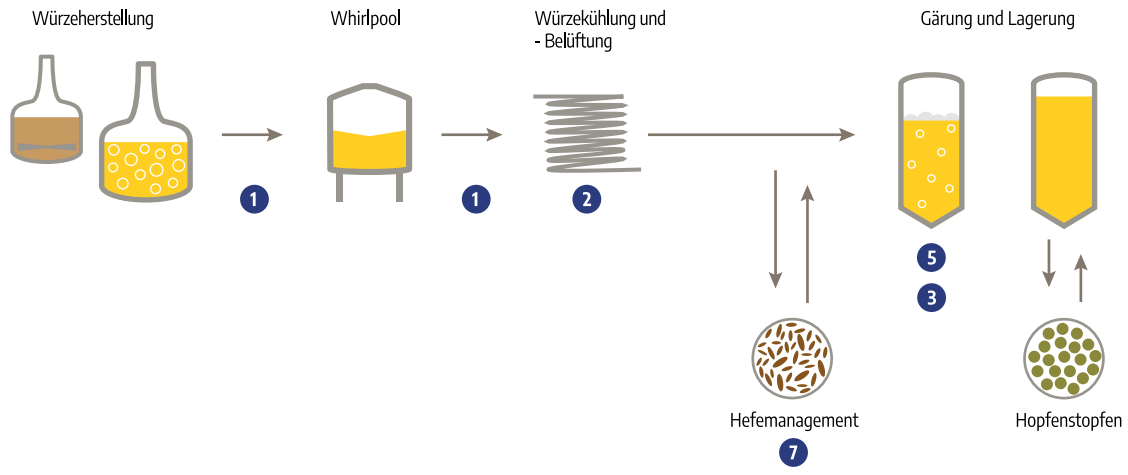 Würzeherstellung
Whirlpool
Würzekühlung und
- Belüftung
Gärung und Lagerung
1
1
2
5
3
Hefemanagement
7
Hopfenstopfen